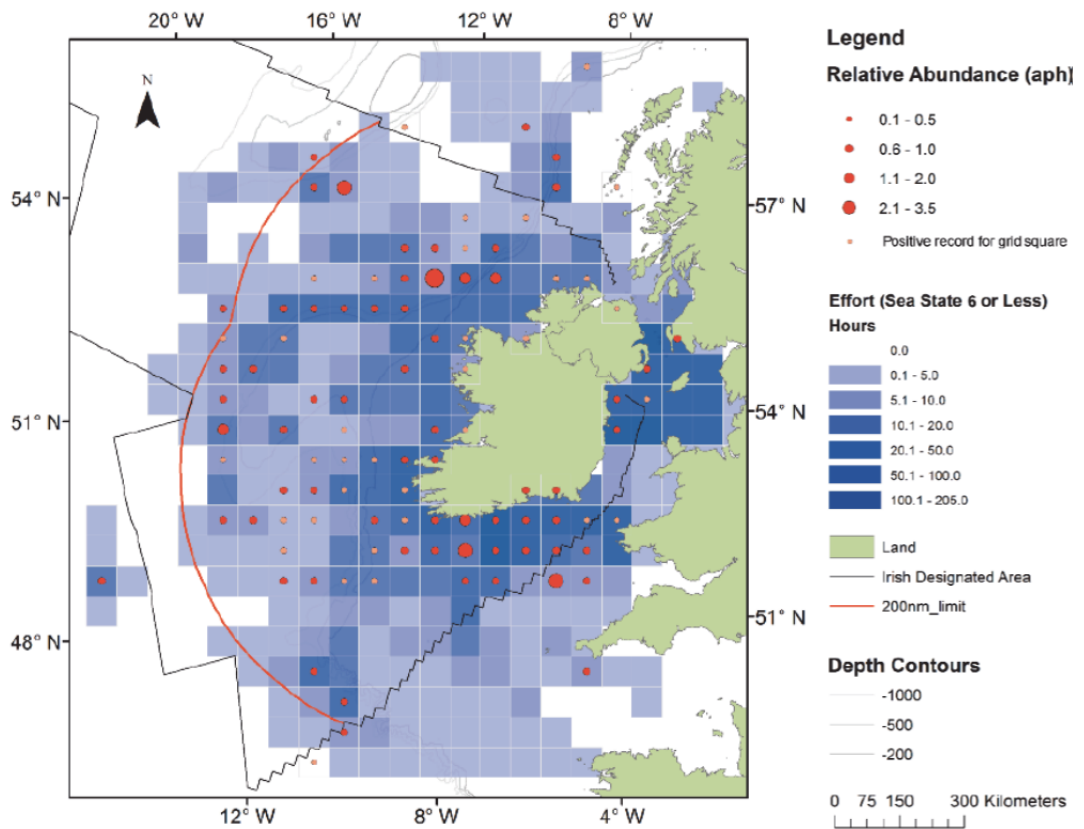 20° W 16° W 12° W 8° W
N
54° N
51° N
48° N
57° N
54° N
51° N
12° W 8° W 4° W
Legend
Relative Abundance (aph)
0.1 - 0.5
0.6 - 1.0
1.1 - 2.0
2.1 - 3.5
Positive record for grid square
Effort (Sea State 6 or Less)
Hours
0.0
0.1 - 5.0
5.1 - 10.0
10.1 - 20.0
20.1 - 50.0
50.1 - 100.0
100.1 - 205.0
Land
Irish Designated Area
200nm_limit
Depth Contours
-1000
-500
-200
0 75 150 300 Kilometers